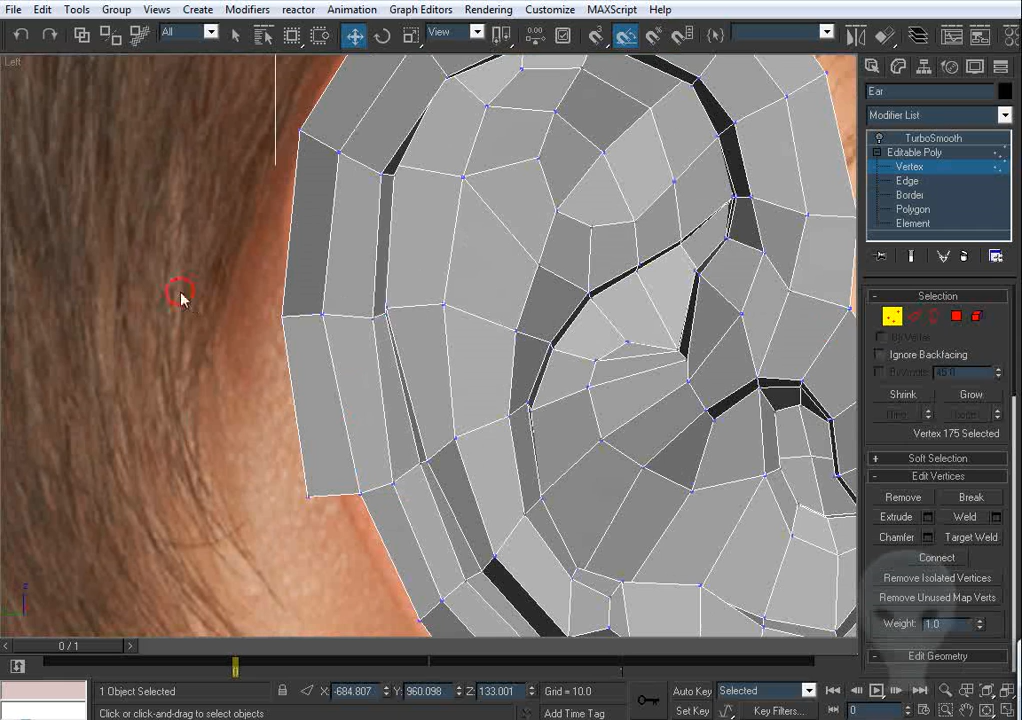 File Edit Tools Group Views Create Modifiers reactor Animation Graph Editors Rendering Customize MAXScript Help
All View
Left
Ear
Modifier List
TurboSmooth
Editable Poly
Vertex
Edge
Border
Polygon
Element
- Selection
Ignore Backfacing
45.0
Shrink Grow
Vertex 175 Selected
+ Soft Selection
- Edit Vertices
Remove Break
Extrude Weld
Chamfer Target Weld
Connect
Remove Isolated Vertices
Remove Unused Map Verts
Weight: 1.0
- Edit Geometry
0 / 1
1 Object Selected X: -684.807 Y: 960.098 Z: 133.001 Grid = 10.0 Auto Key Selected
Click or click-and-drag to select objects Add Time Tag Set Key Key Filters... 0